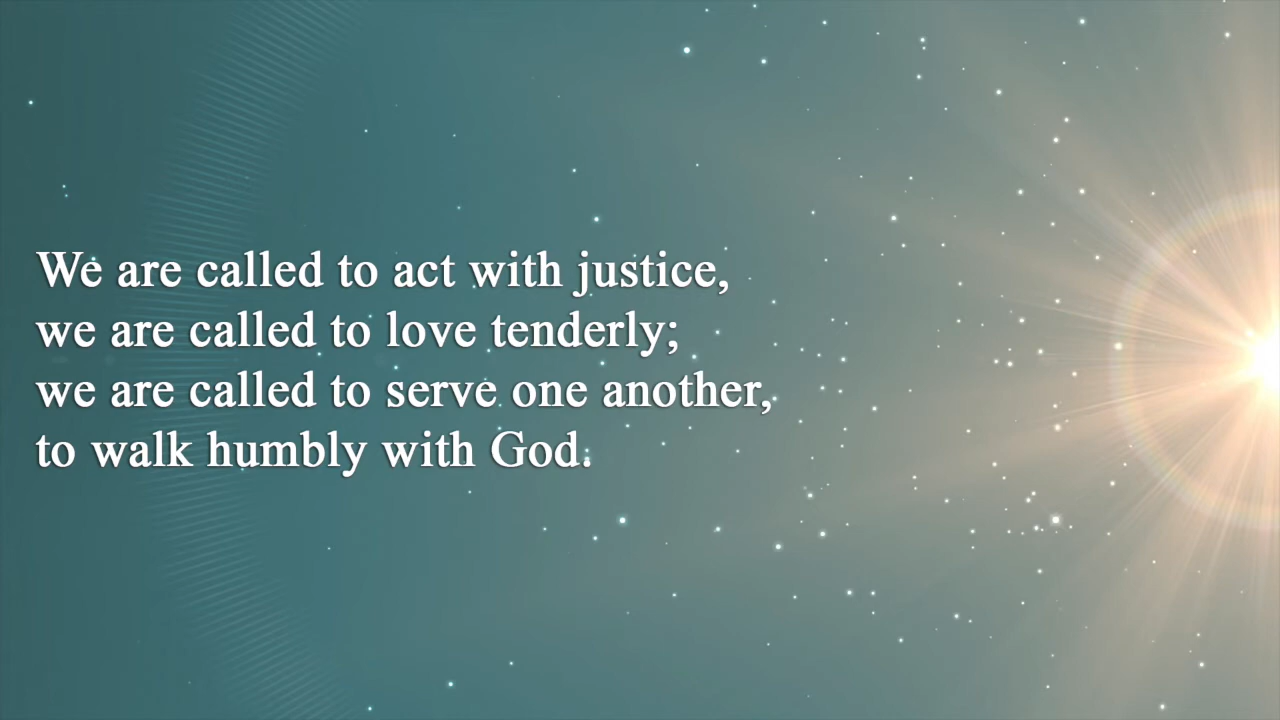 We are called to act with justice,
we are called to love tenderly;
we are called to serve one another,
to walk humbly with God.